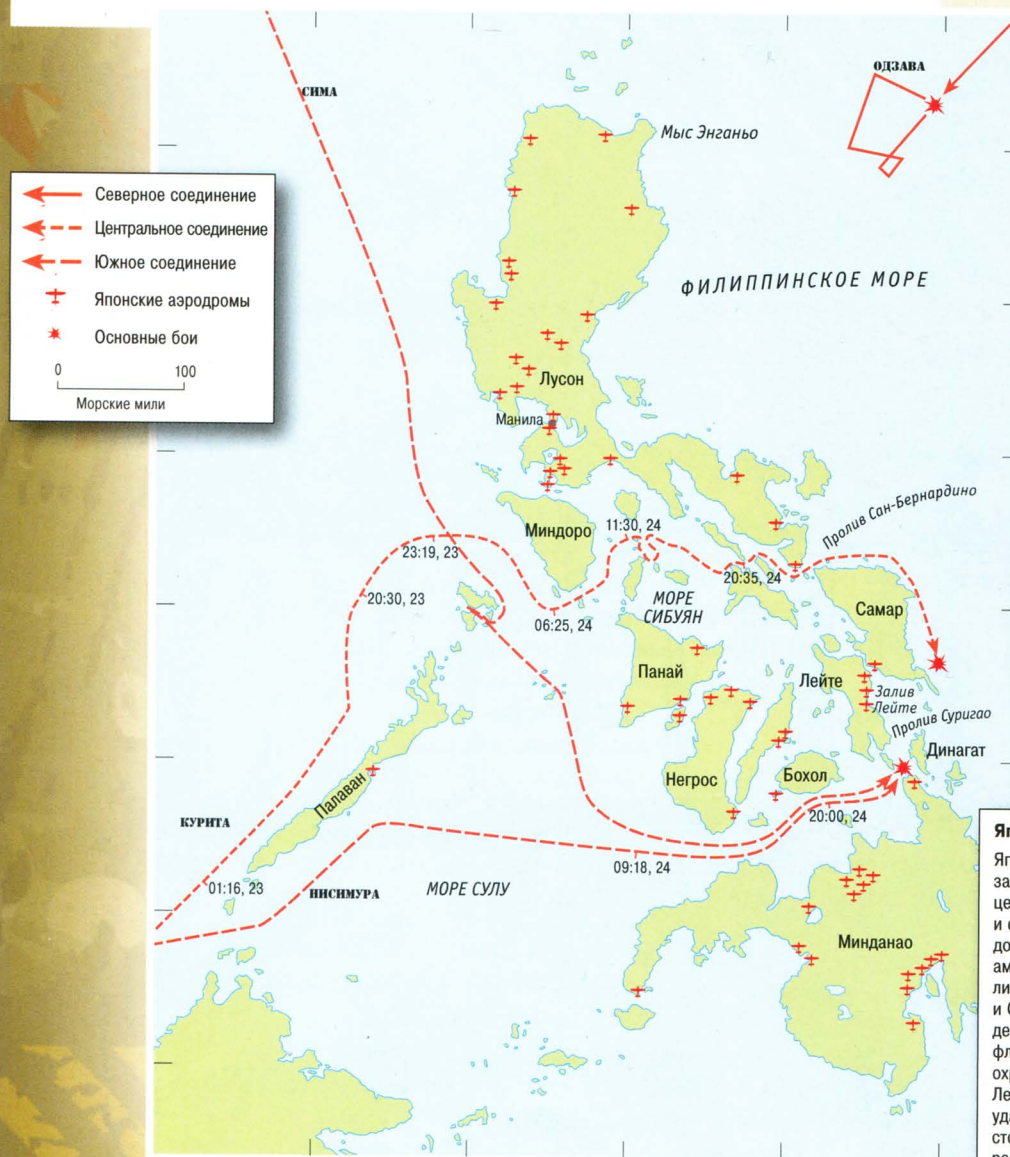 СИМА
ОДЗАВА
Мыс Энганьо
Северное соединение
Центральное соединение
Южное соединение
Японские аэродромы
Основные бои
0 100
Морские мили
ФИЛИППИНСКОЕ МОРЕ
Лусон
Манила
Миндоро
Пролив Сан-Бернардино
11:30, 24
23:19, 23
20:35, 24
20:30, 23
06:25, 24
МОРЕ
СИБУЯН
Самар
Панай
Лейте
Залив
Лейте
Пролив Суригао
Динагат
Негрос
Бохол
Палаван
20:00, 24
КУРИТА
01:16, 23
09:18, 24
НИСИМУРА
МОРЕ СУЛУ
Минданао